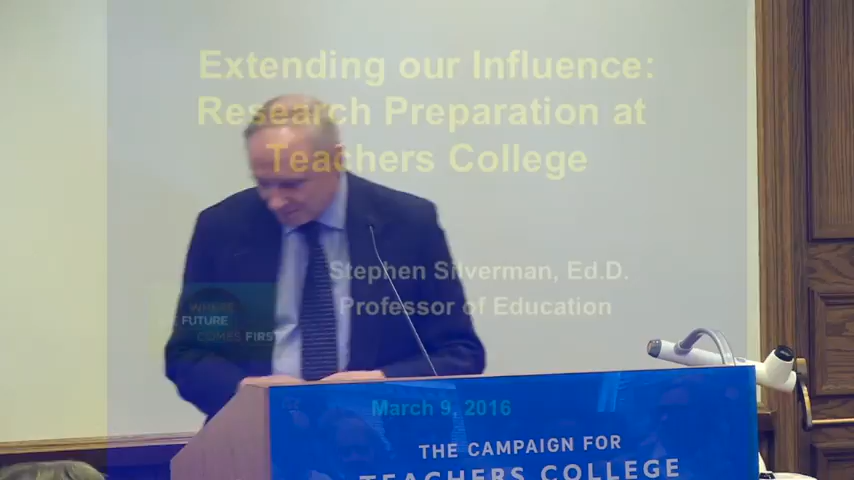 Extending our Influence:
Research Preparation at
Teachers College
Stephen Silverman, Ed.D.
Professor of Education
WHERE
FUTURE
COMES FIRST
March 9, 2016
THE CAMPAIGN FOR
TEACHERS COLLEGE